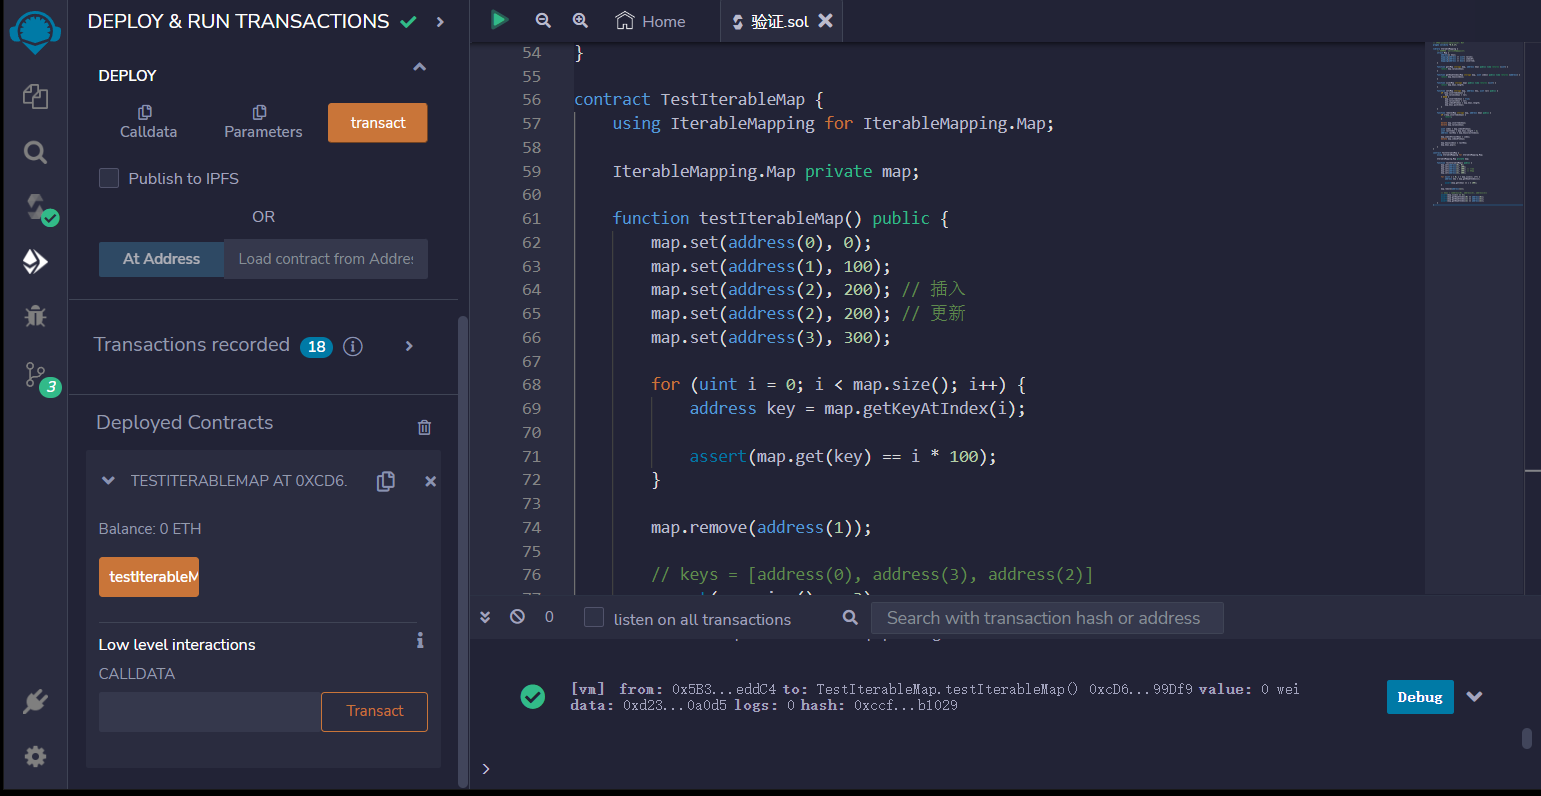 DEPLOY & RUN TRANSACTIONS
DEPLOY
Calldata
Parameters
transact
Publish to IPFS
OR
At Address
Load contract from Addres
Transactions recorded 18
3
Deployed Contracts
TESTITERABLEMAP AT 0XCD6.
Balance: 0 ETH
testIterableM
Low level interactions
CALLDATA
Transact
Home
验证.sol
54 }
55
56 contract TestIterableMap {
57 using IterableMapping for IterableMapping.Map;
58
59 IterableMapping.Map private map;
60
61 function testIterableMap() public {
62 map.set(address(0), 0);
63 map.set(address(1), 100);
64 map.set(address(2), 200); // 插入
65 map.set(address(2), 200); // 更新
66 map.set(address(3), 300);
67
68 for (uint i = 0; i < map.size(); i++) {
69 address key = map.getKeyAtIndex(i);
70
71 assert(map.get(key) == i * 100);
72 }
73
74 map.remove(address(1));
75
76 // keys = [address(0), address(3), address(2)]
0
listen on all transactions
Search with transaction hash or address
[vm] from: 0x5B3...eddC4 to: TestIterableMap.testIterableMap() 0xcD6...99Df9 value: 0 wei
data: 0xd23...0a0d5 logs: 0 hash: 0xccf...b1029
Debug
>